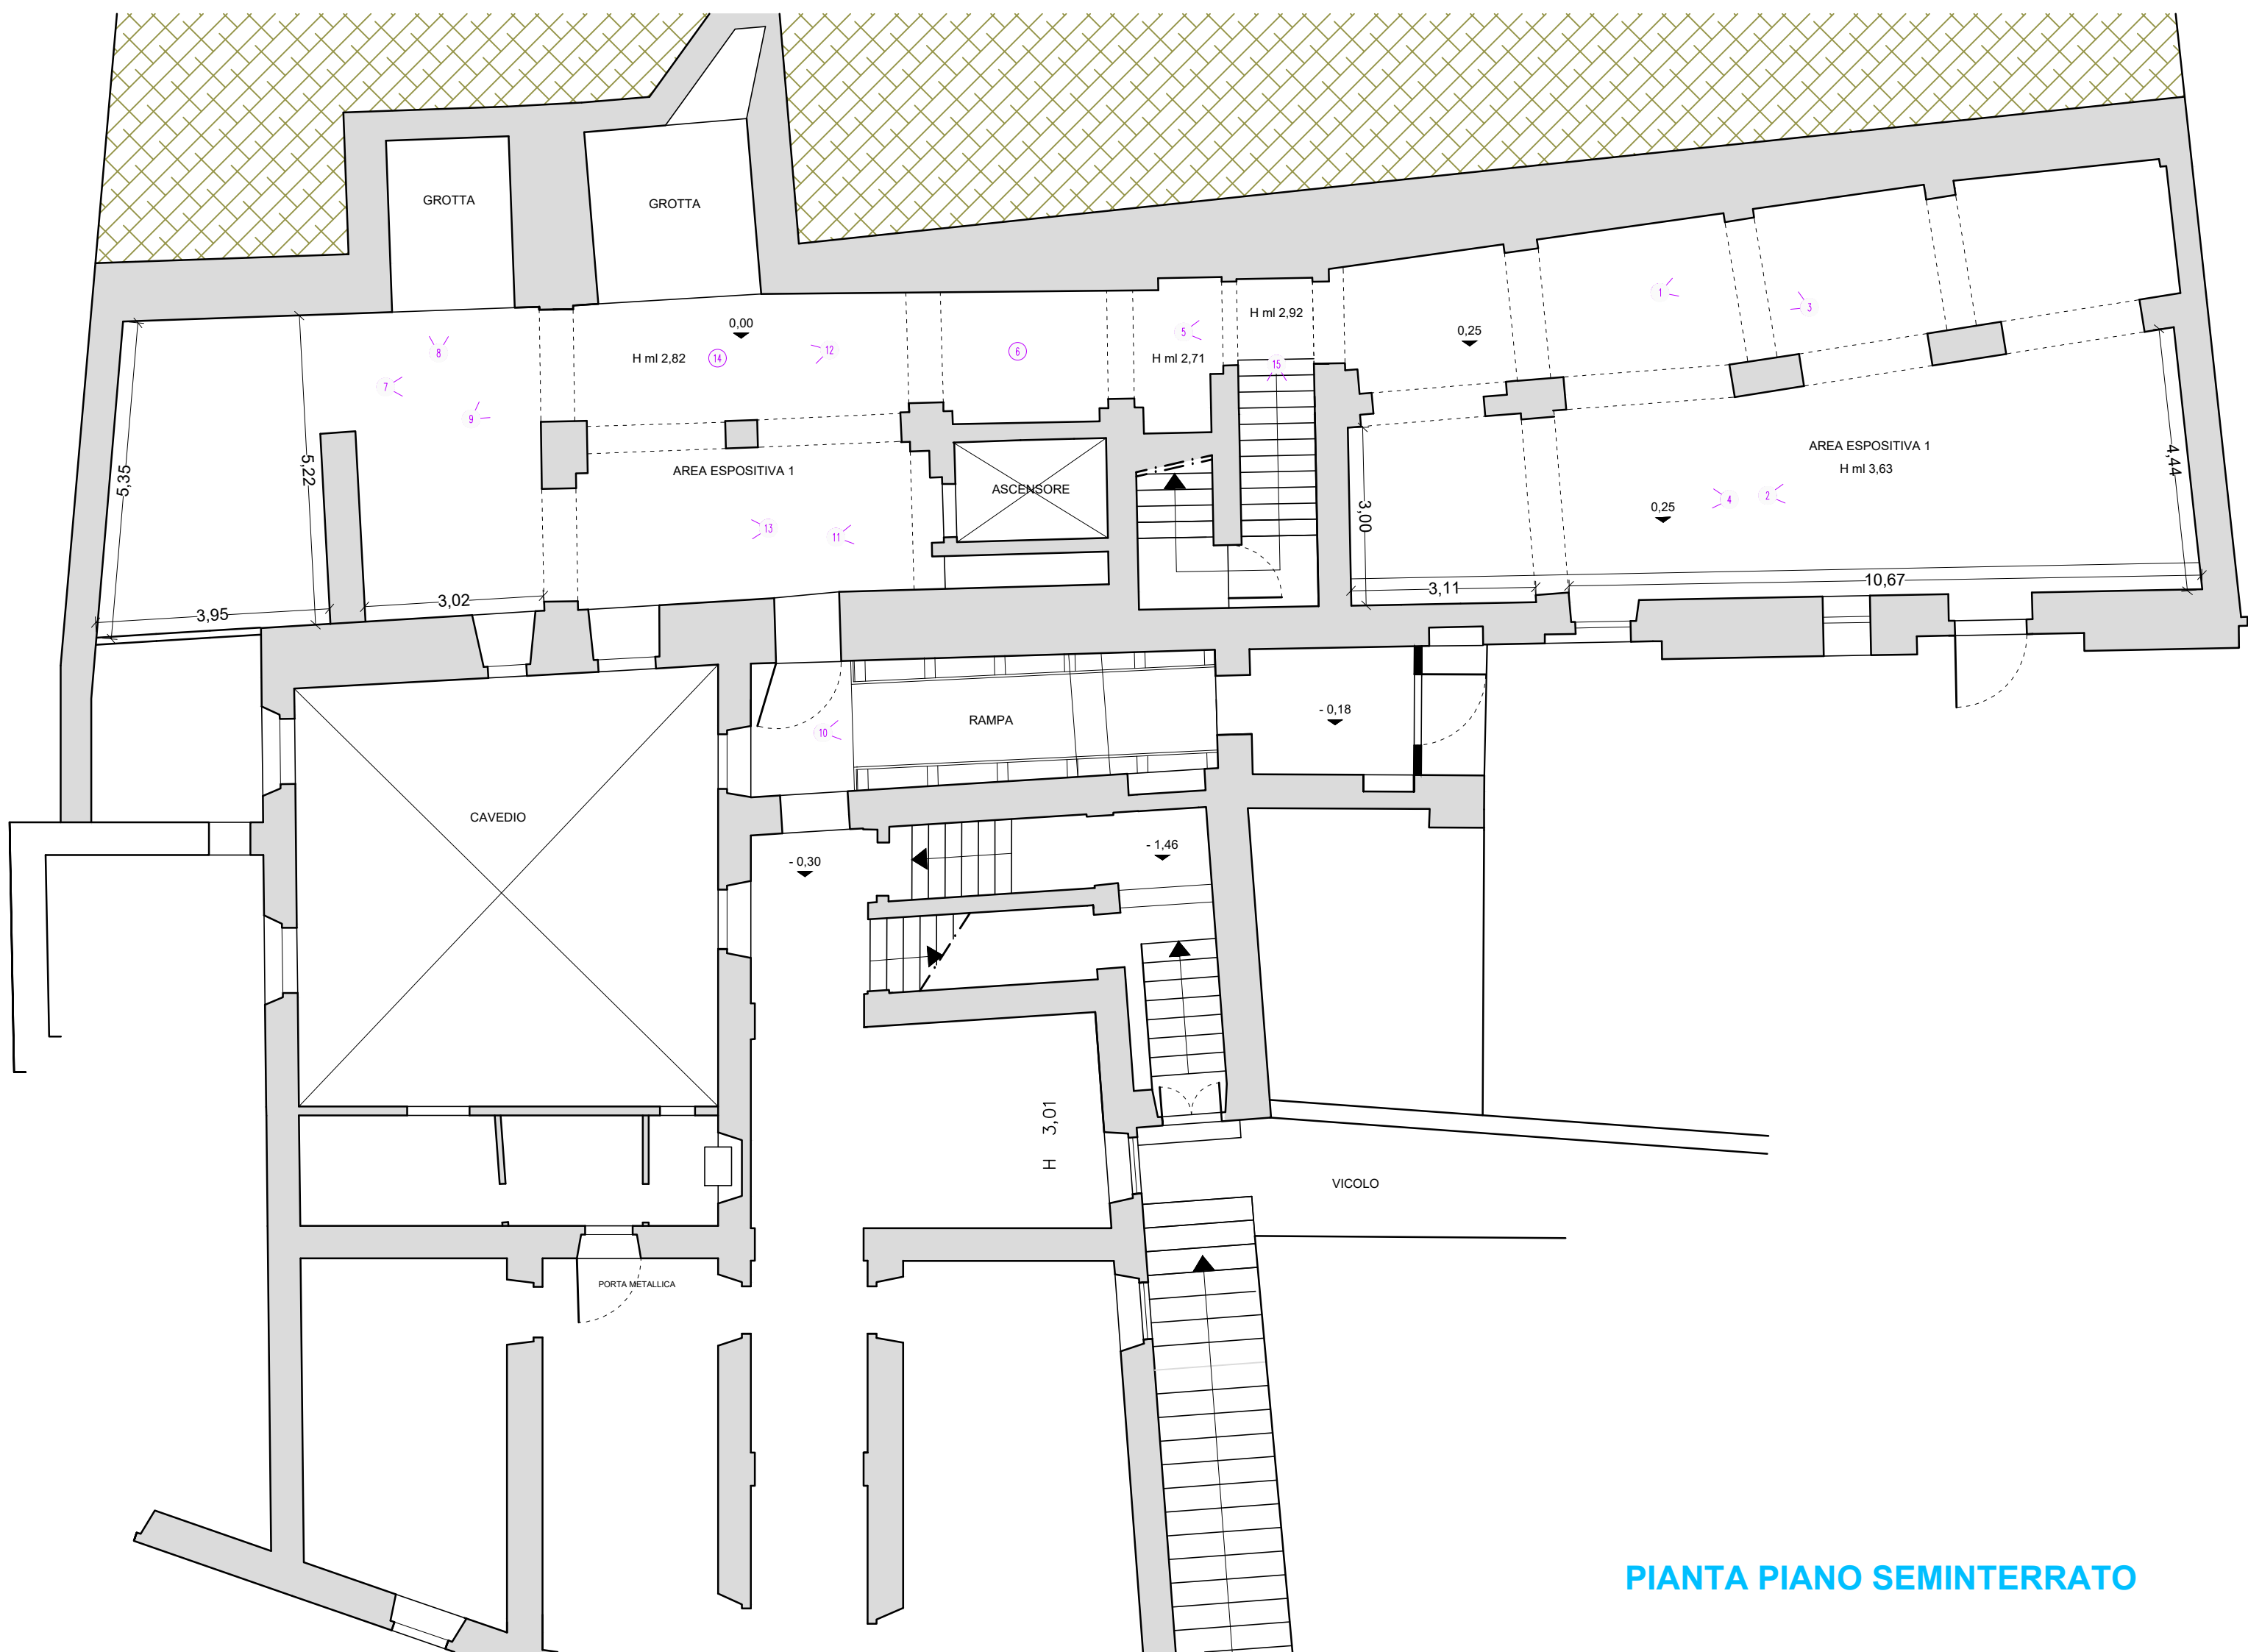 GROTTA
GROTTA
H ml 2,92
0,00
0,25
1
3
5
12
14
6
8
H ml 2,82
H ml 2,71
15
7
9
AREA ESPOSITIVA 1
H ml 3,63
AREA ESPOSITIVA 1
5,35
5,22
ASCENSORE
4,44
4
2
0,25
3,00
13
11
3,95
3,02
3,11
10,67
10
RAMPA
- 0,18
CAVEDIO
- 0,30
- 1,46
H 3,01
VICOLO
PORTA METALLICA
PIANTA PIANO SEMINTERRATO